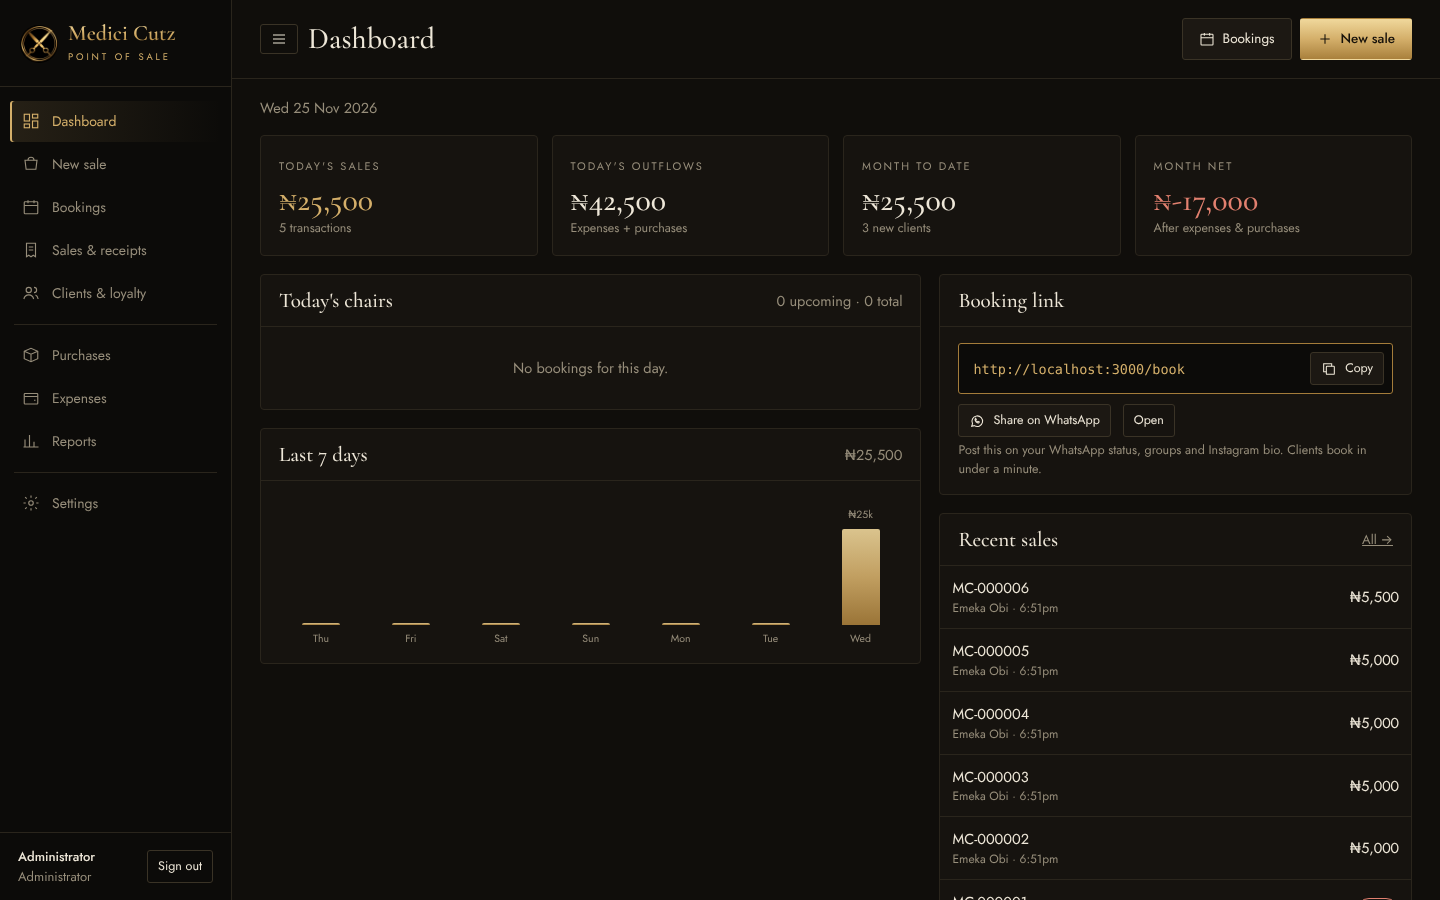 Medici Cutz
POINT OF SALE
Dashboard
New sale
Bookings
Sales & receipts
Clients & loyalty
Purchases
Expenses
Reports
Settings
Administrator
Administrator
Sign out
Dashboard
Bookings
New sale
Wed 25 Nov 2026
TODAY'S SALES
₦25,500
5 transactions
TODAY'S OUTFLOWS
₦42,500
Expenses + purchases
MONTH TO DATE
₦25,500
3 new clients
MONTH NET
₦-17,000
After expenses & purchases
Today's chairs
0 upcoming · 0 total
No bookings for this day.
Last 7 days
₦25,500
₦25k
Thu Fri Sat Sun Mon Tue Wed
Booking link
http://localhost:3000/book
Copy
Share on WhatsApp
Open
Post this on your WhatsApp status, groups and Instagram bio. Clients book in
under a minute.
Recent sales
All →
MC-000006
Emeka Obi · 6:51pm
₦5,500
MC-000005
Emeka Obi · 6:51pm
₦5,000
MC-000004
Emeka Obi · 6:51pm
₦5,000
MC-000003
Emeka Obi · 6:51pm
₦5,000
MC-000002
Emeka Obi · 6:51pm
₦5,000